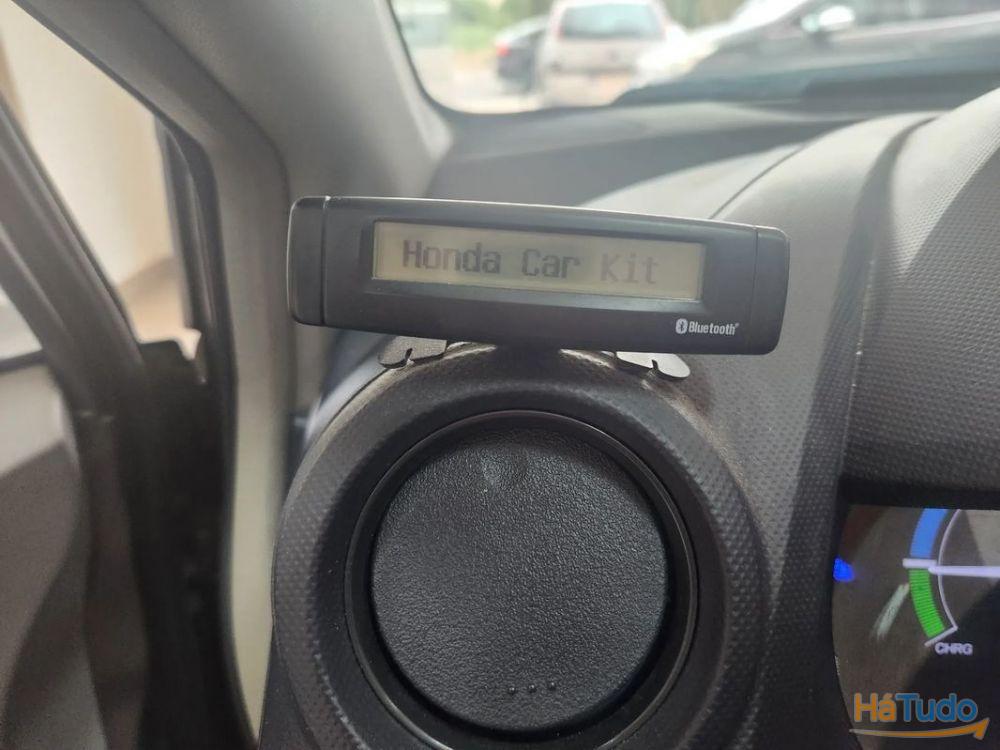 Honda Car Kit
Bluetooth®
CHRG
HáTudo